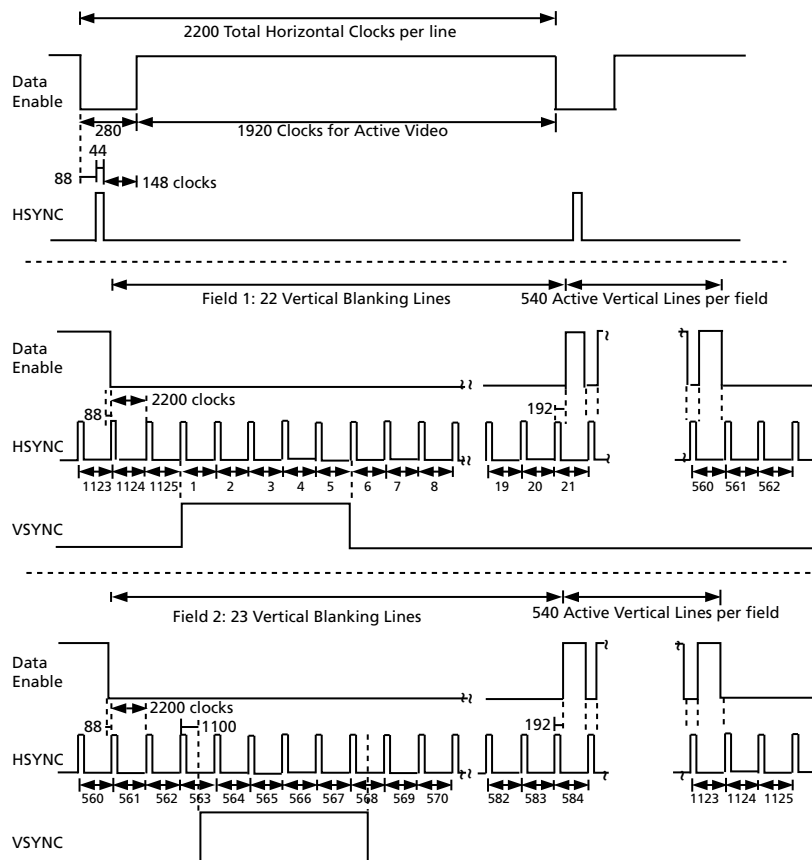 2200 Total Horizontal Clocks per line
Data
Enable
280
1920 Clocks for Active Video
44
88
148 clocks
HSYNC
Field 1: 22 Vertical Blanking Lines
540 Active Vertical Lines per field
Data
Enable
2200 clocks
88
192
HSYNC
1123 1124 1125 1 2 3 4 5 6 7 8 19 20 21 560 561 562
VSYNC
Field 2: 23 Vertical Blanking Lines
540 Active Vertical Lines per field
Data
Enable
2200 clocks
88
1100
192
HSYNC
560 561 562 563 564 565 566 567 568 569 570 582 583 584 1123 1124 1125
VSYNC